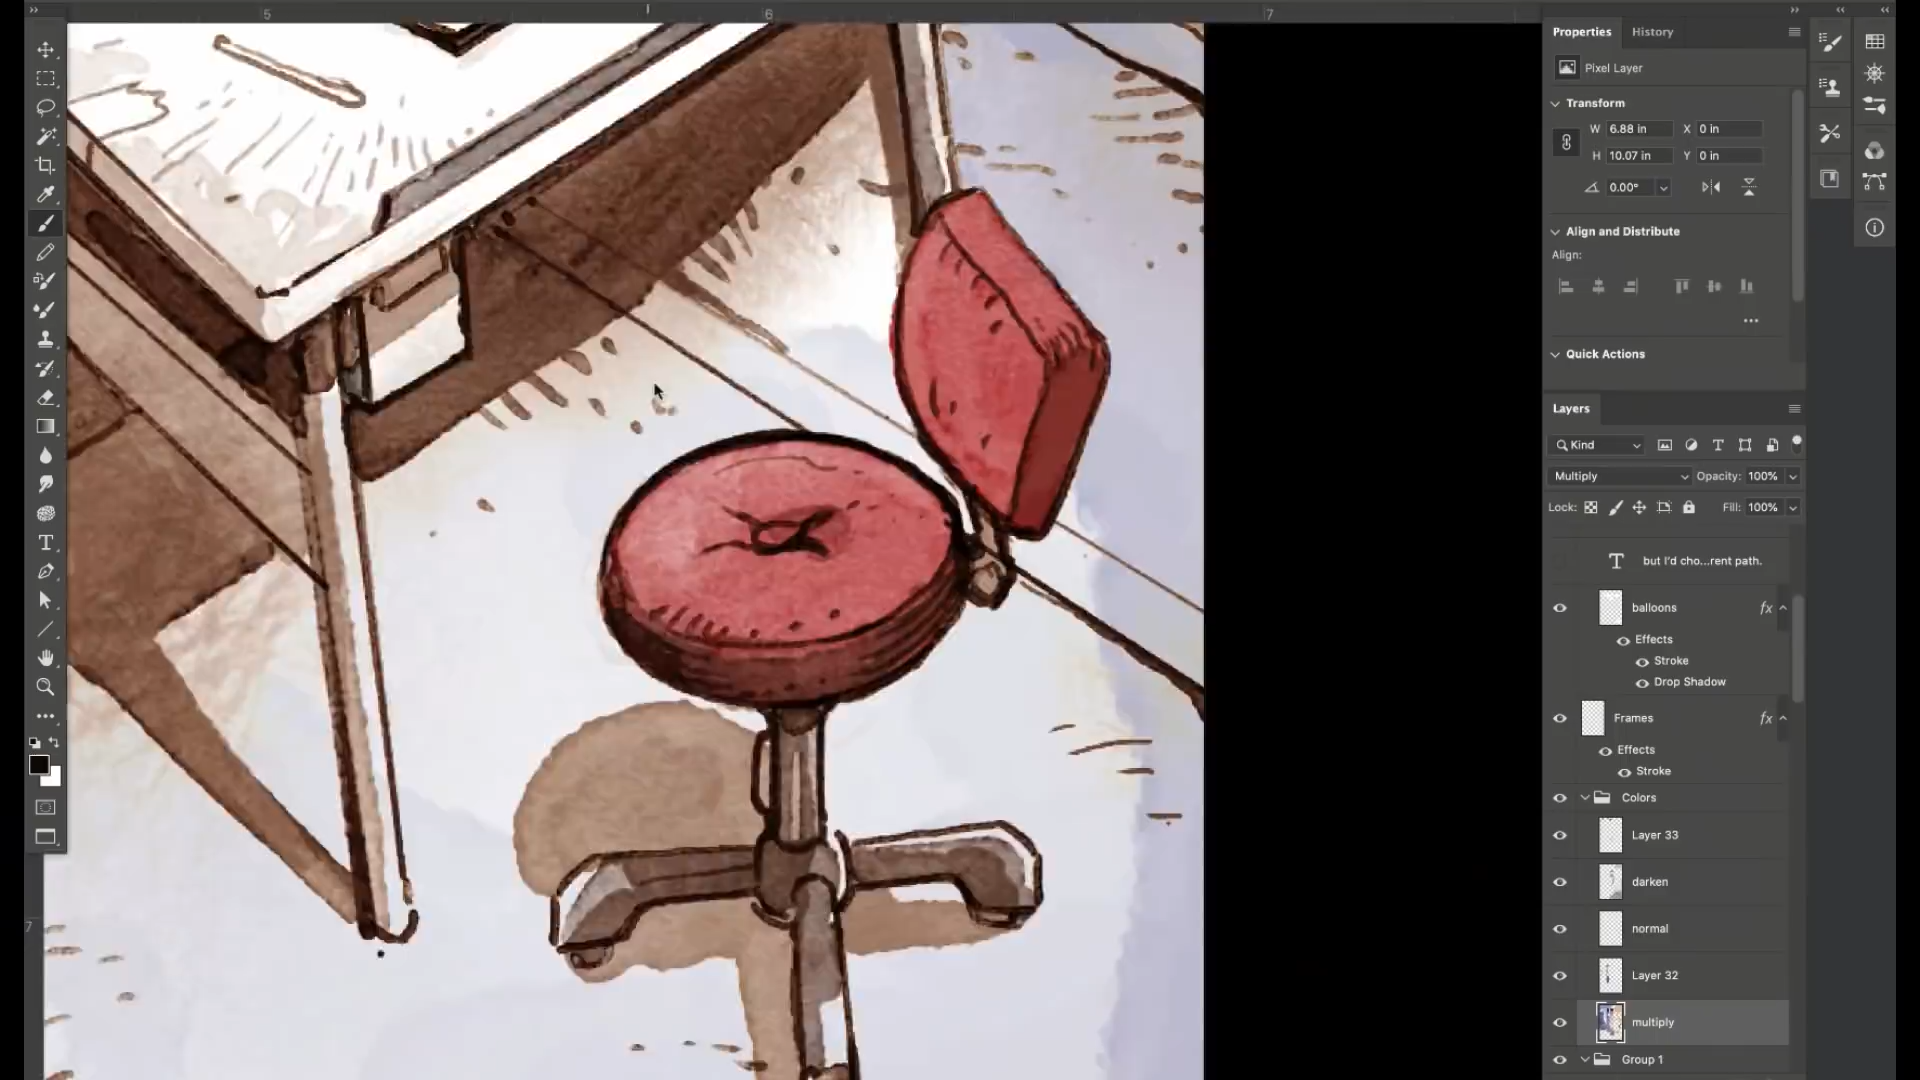 5
6
7
7
Properties
History
Pixel Layer
Transform
W 6.88 in X 0 in
H 10.07 in Y 0 in
0.00°
Align and Distribute
Align:
Quick Actions
Layers
Kind
Multiply Opacity: 100%
Lock: Fill: 100%
but I'd cho...rent path.
balloons fx
Effects
Stroke
Drop Shadow
Frames fx
Effects
Stroke
Colors
Layer 33
darken
normal
Layer 32
multiply
Group 1